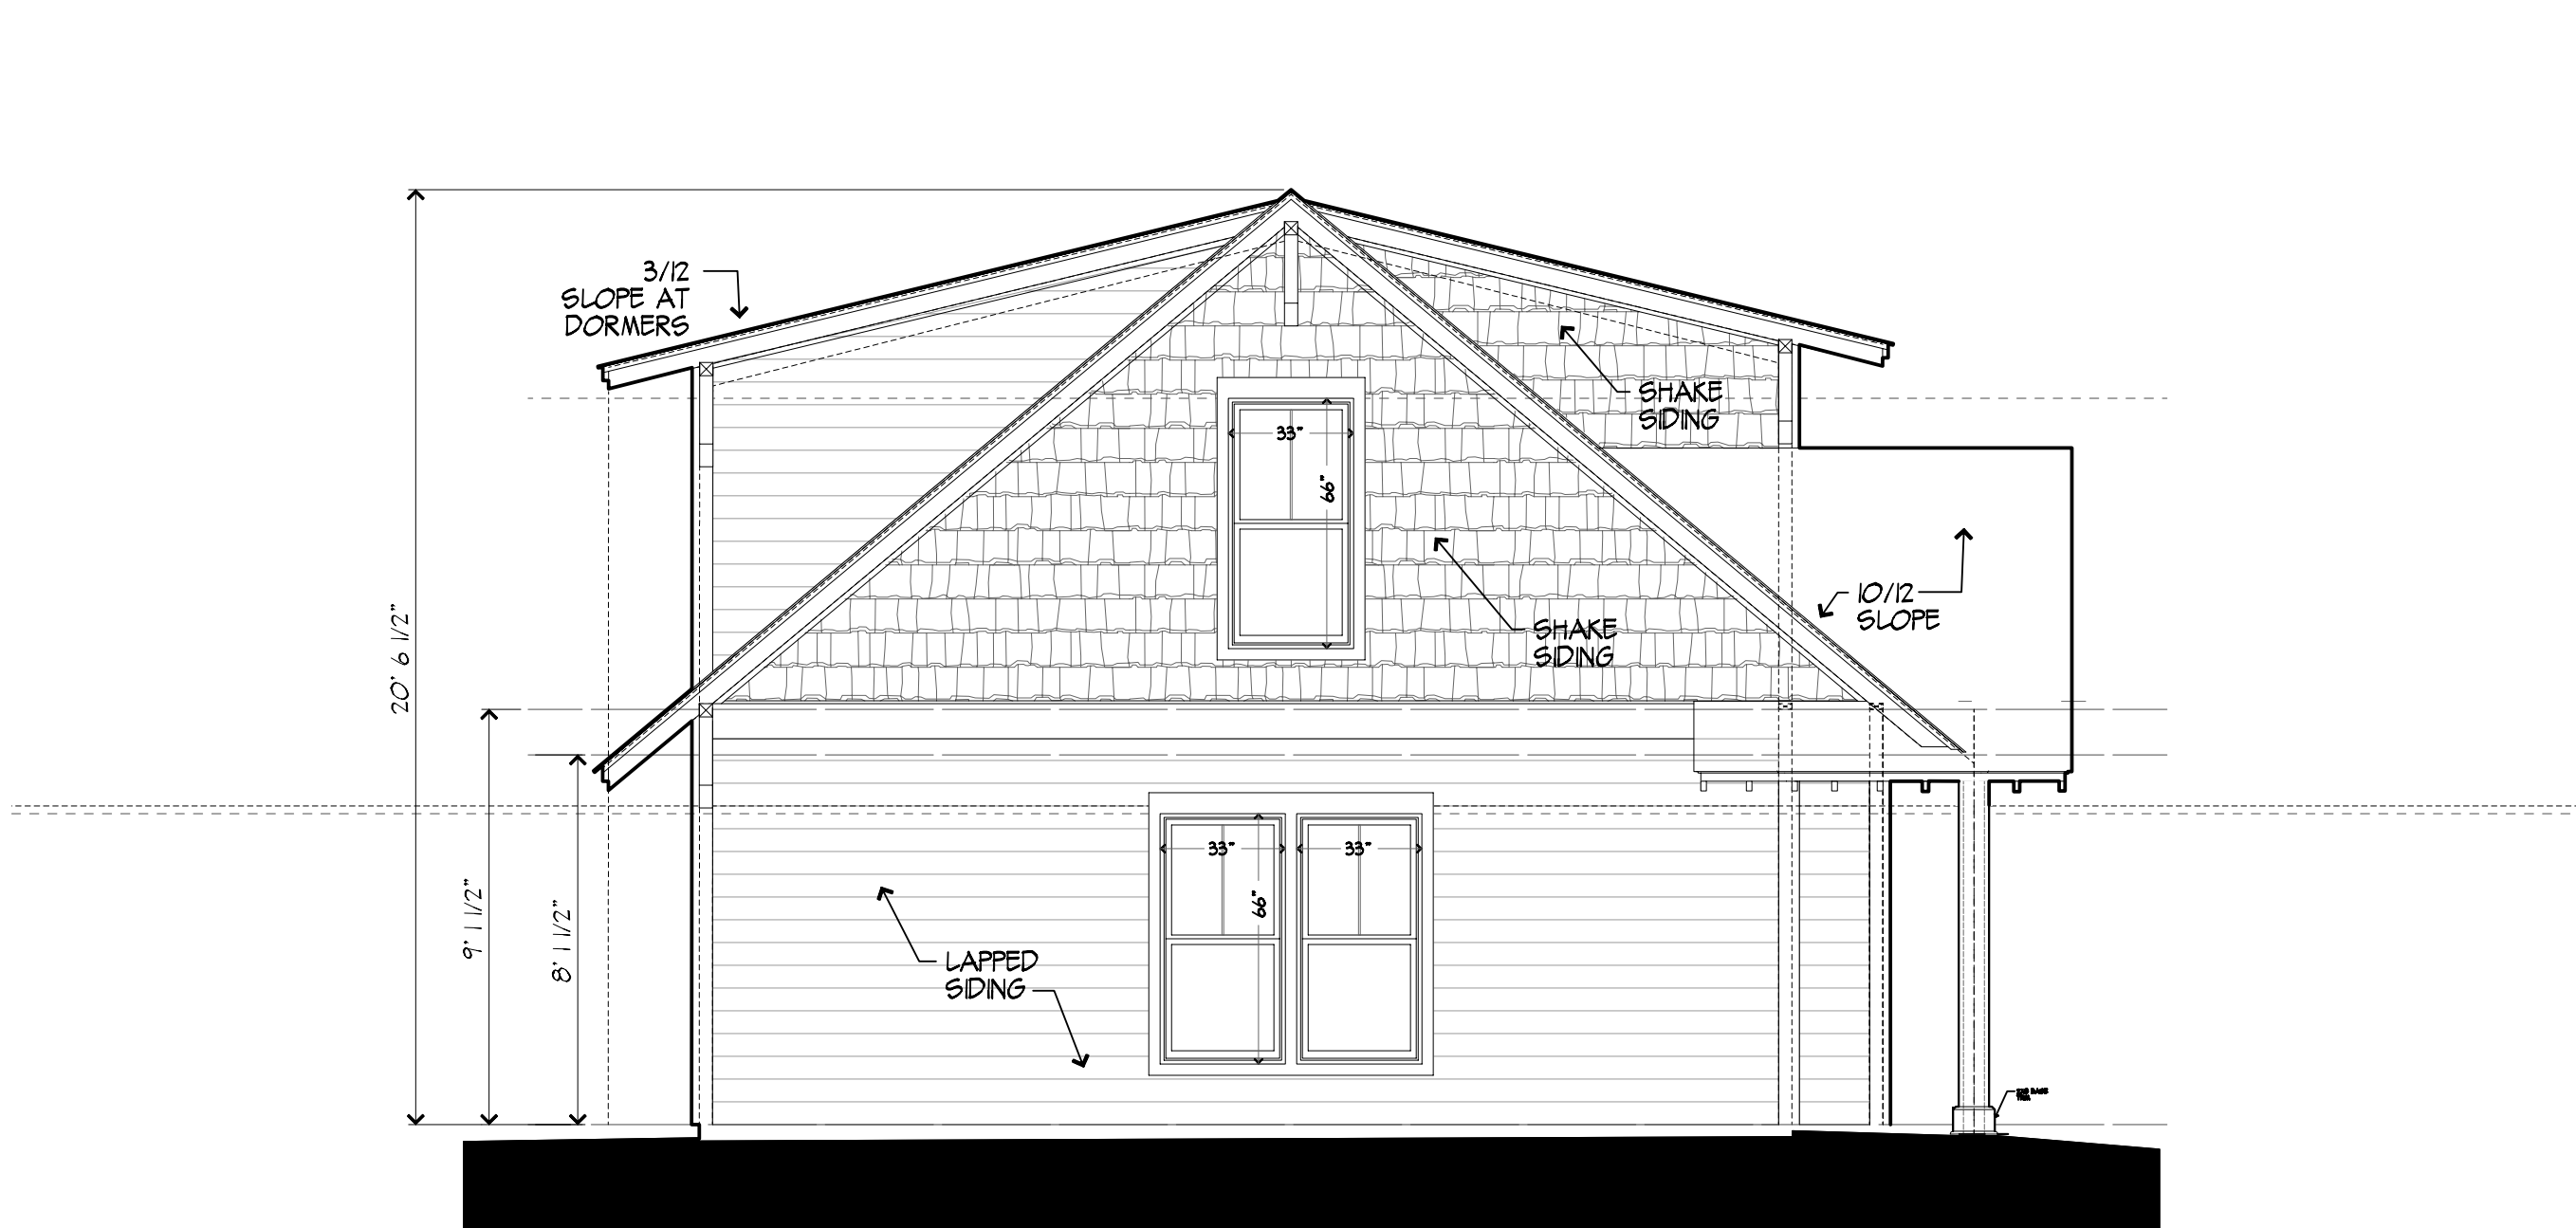 3/12
SLOPE AT
DORMERS
SHAKE
SIDING
33"
66"
10/12
SLOPE
SHAKE
SIDING
20' 6 1/2"
9' 1 1/2"
8' 1 1/2"
33"
33"
66"
LAPPED
SIDING